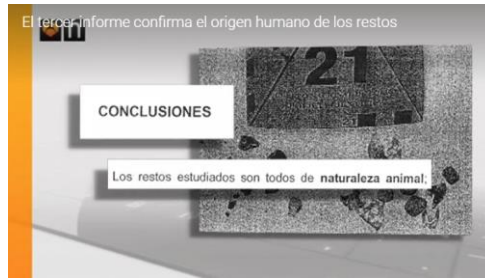 El tercer informe confirma el origen humano de los restos
21
CONCLUSIONES
Los restos estudiados son todos de naturaleza animal;